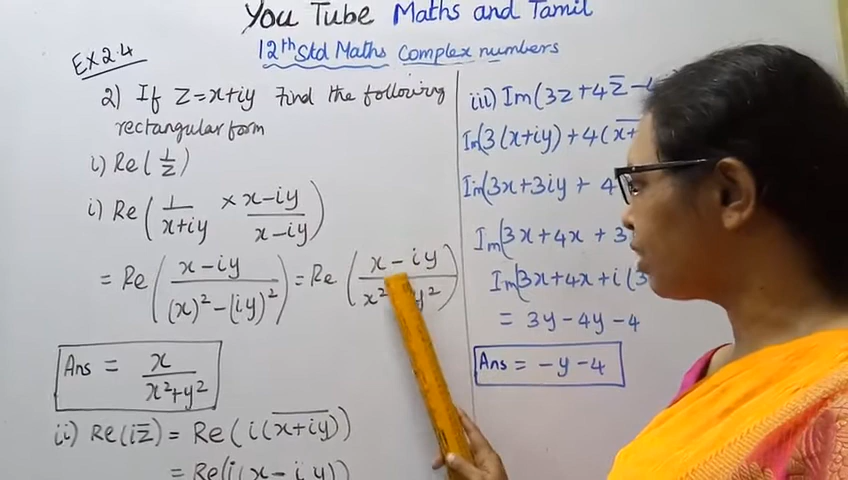 You Tube Maths and Tamil
12th Std Maths Complex numbers
EX 2.4
2) If Z=x+iy Find the following
rectangular form
i) Re(1/Z)
i) Re(1/(x+iy) × (x-iy)/(x-iy))
= Re((x-iy)/((x)²-(iy)²)) = Re((x-iy)/(x² y²))
Ans = x/(x²+y²)
ii) Re(iz̅) = Re(i(x+iy)̅)
= Re(i(x-iy))
iii) Im(3z+4z̅-4
Im(3(x+iy)+4(x+
Im(3x+3iy+4
Im(3x+4x+3
Im(3x+4x+i(3
= 3y-4y-4
Ans = -y-4